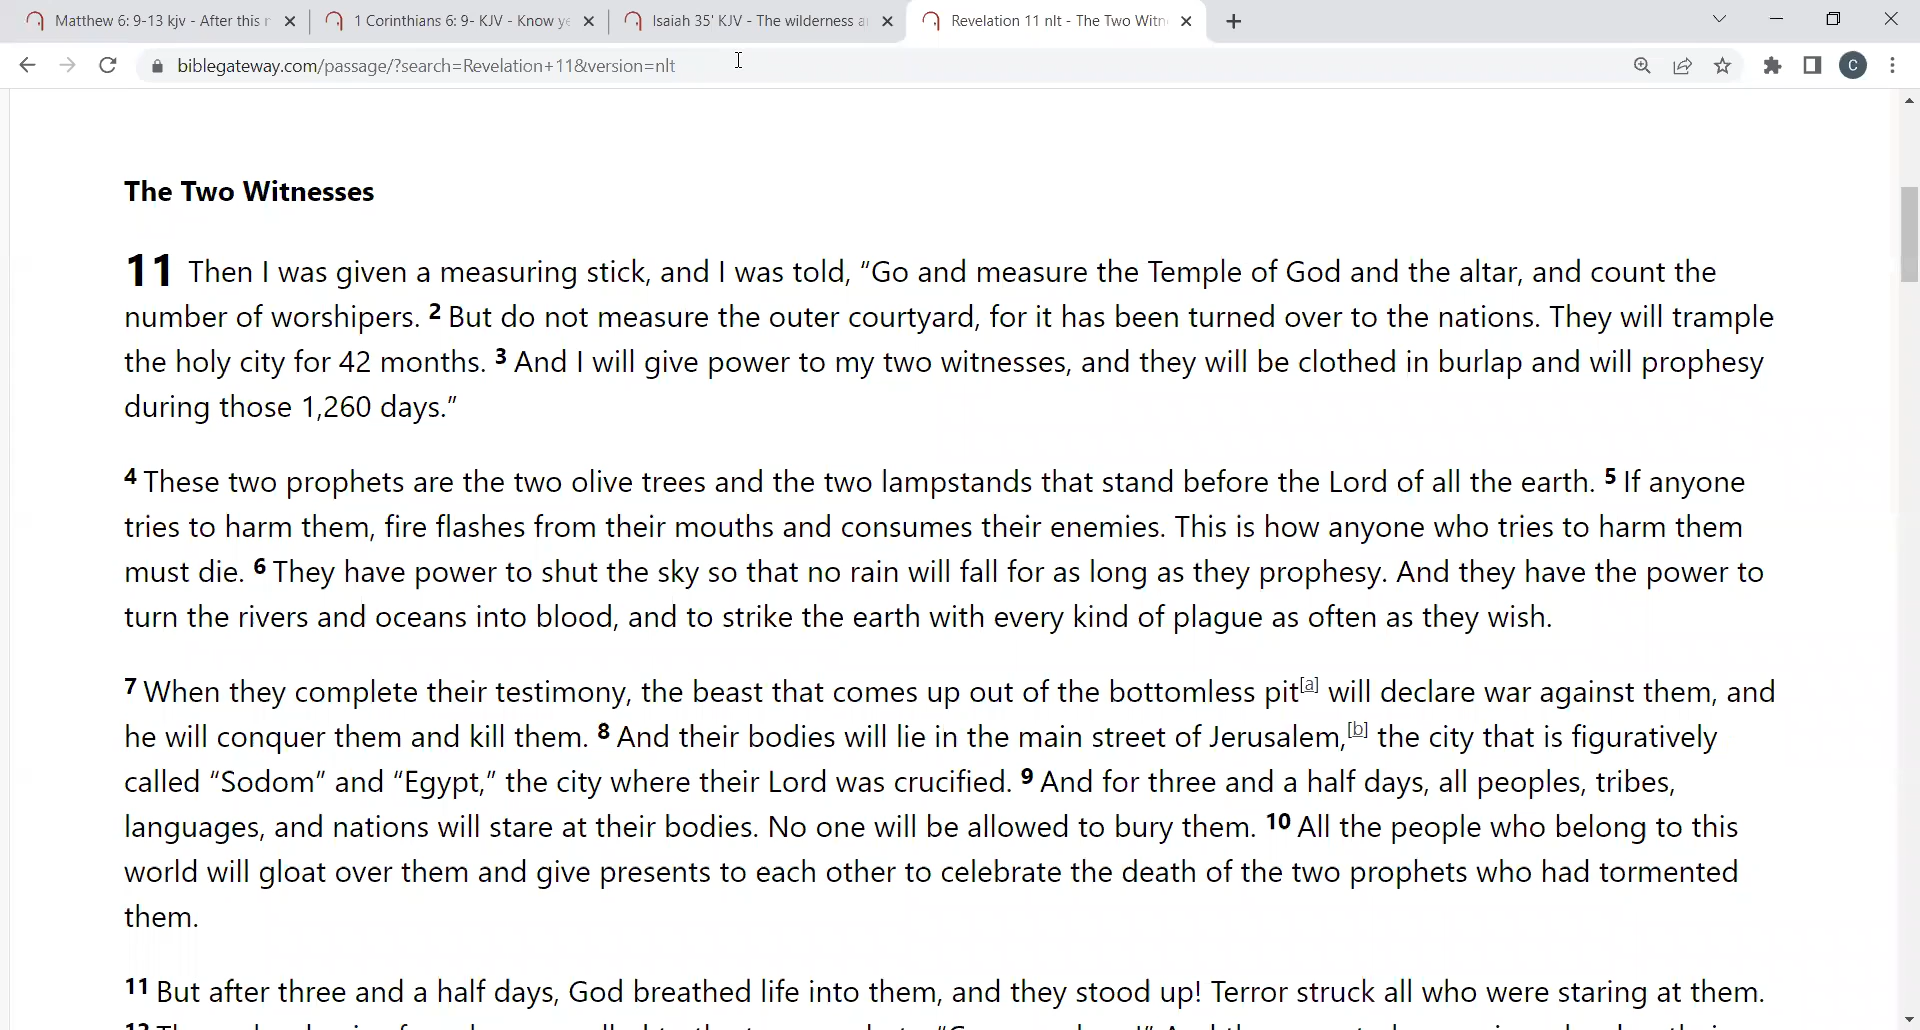 Matthew 6: 9-13 kjv - After this
1 Corinthians 6: 9- KJV - Know ye
Isaiah 35' KJV - The wilderness a
Revelation 11 nlt - The Two Witn
biblegateway.com/passage/?search=Revelation+11&version=nlt
C
The Two Witnesses
11 Then I was given a measuring stick, and I was told, “Go and measure the Temple of God and the altar, and count the
number of worshipers. 2 But do not measure the outer courtyard, for it has been turned over to the nations. They will trample
the holy city for 42 months. 3 And I will give power to my two witnesses, and they will be clothed in burlap and will prophesy
during those 1,260 days.”
4 These two prophets are the two olive trees and the two lampstands that stand before the Lord of all the earth. 5 If anyone
tries to harm them, fire flashes from their mouths and consumes their enemies. This is how anyone who tries to harm them
must die. 6 They have power to shut the sky so that no rain will fall for as long as they prophesy. And they have the power to
turn the rivers and oceans into blood, and to strike the earth with every kind of plague as often as they wish.
7 When they complete their testimony, the beast that comes up out of the bottomless pit[a] will declare war against them, and
he will conquer them and kill them. 8 And their bodies will lie in the main street of Jerusalem,[b] the city that is figuratively
called “Sodom” and “Egypt,” the city where their Lord was crucified. 9 And for three and a half days, all peoples, tribes,
languages, and nations will stare at their bodies. No one will be allowed to bury them. 10 All the people who belong to this
world will gloat over them and give presents to each other to celebrate the death of the two prophets who had tormented
them.
11 But after three and a half days, God breathed life into them, and they stood up! Terror struck all who were staring at them.